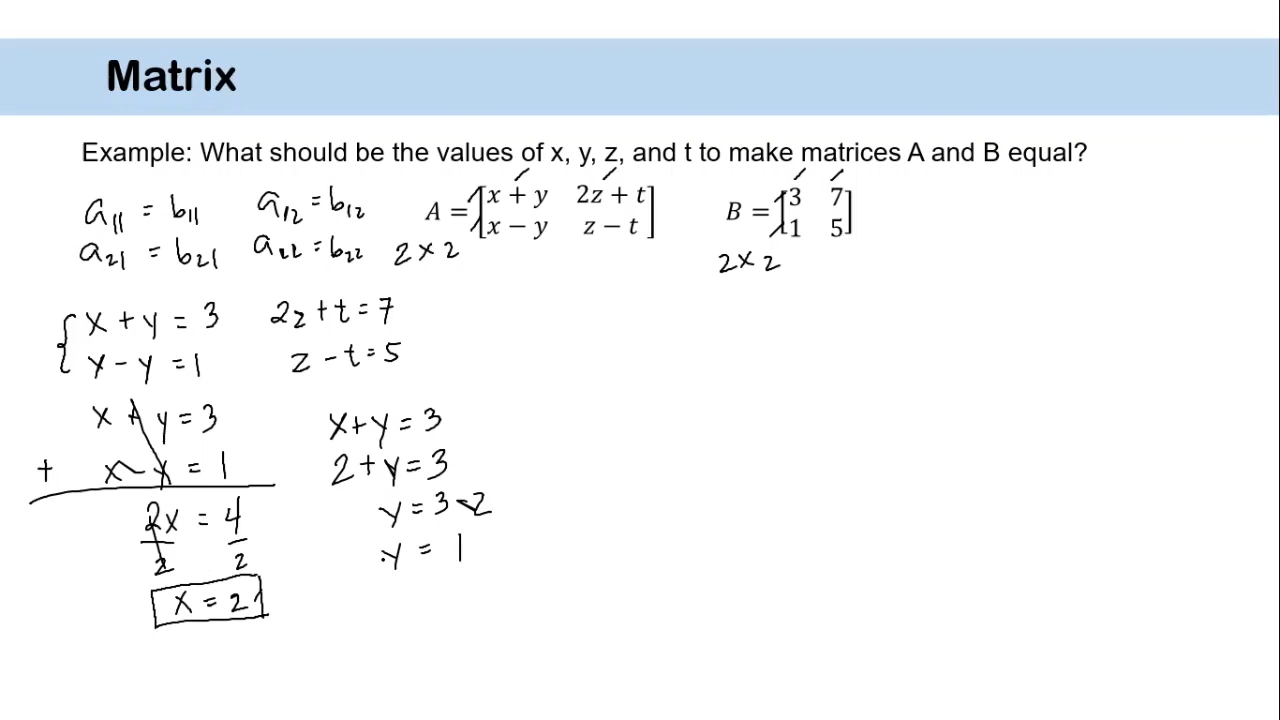 Matrix
Example: What should be the values of x, y, z, and t to make matrices A and B equal?
a₁₁ = b₁₁ a₁₂ = b₁₂ A = [x + y 2z + t] B = [3 7]
a₂₁ = b₂₁ a₂₂ = b₂₂ [x − y z − t] [1 5]
2 × 2 2 × 2
x + y = 3 2z + t = 7
x − y = 1 z − t = 5
x + y = 3 x + y = 3
+ x − y = 1 2 + y = 3
2x = 4 y = 3 − 2
2 2 y = 1
x = 2